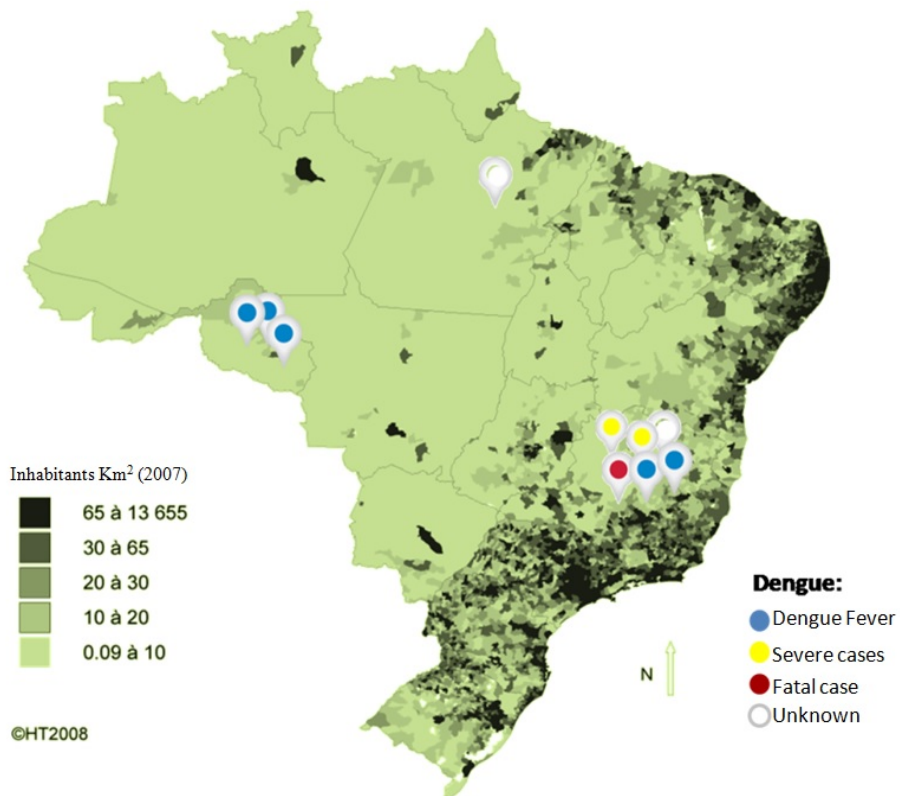 Inhabitants Km² (2007)
65 à 13 655
30 à 65
20 à 30
10 à 20
0.09 à 10
©HT2008
N
Dengue:
Dengue Fever
Severe cases
Fatal case
Unknown